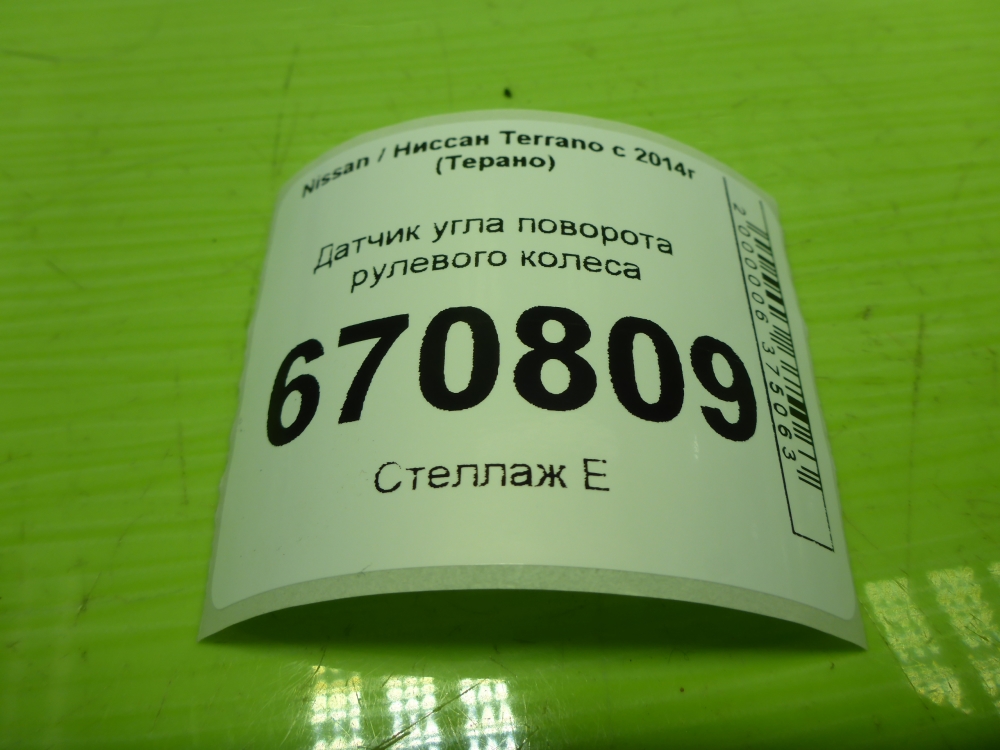 Nissan / Ниссан Terrano с 2014г
(Терано)
Датчик угла поворота
рулевого колеса
670809
Стеллаж Е
2000006375063